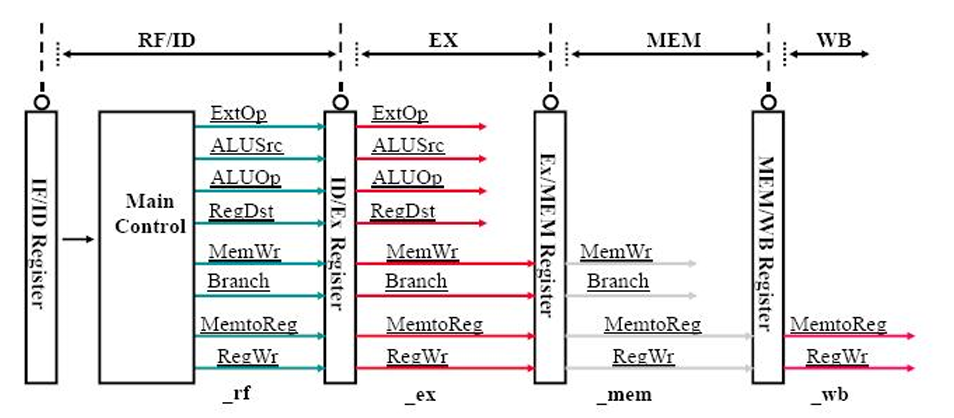 RF/ID EX MEM WB
IF/ID Register
Main
Control
ExtOp
ALUSrc
ALUOp
RegDst
MemWr
Branch
MemtoReg
RegWr
_rf
ID/Ex Register
ExtOp
ALUSrc
ALUOp
RegDst
MemWr
Branch
MemtoReg
RegWr
_ex
Ex/MEM Register
MemWr
Branch
MemtoReg
RegWr
_mem
MEM/WB Register
MemtoReg
RegWr
_wb